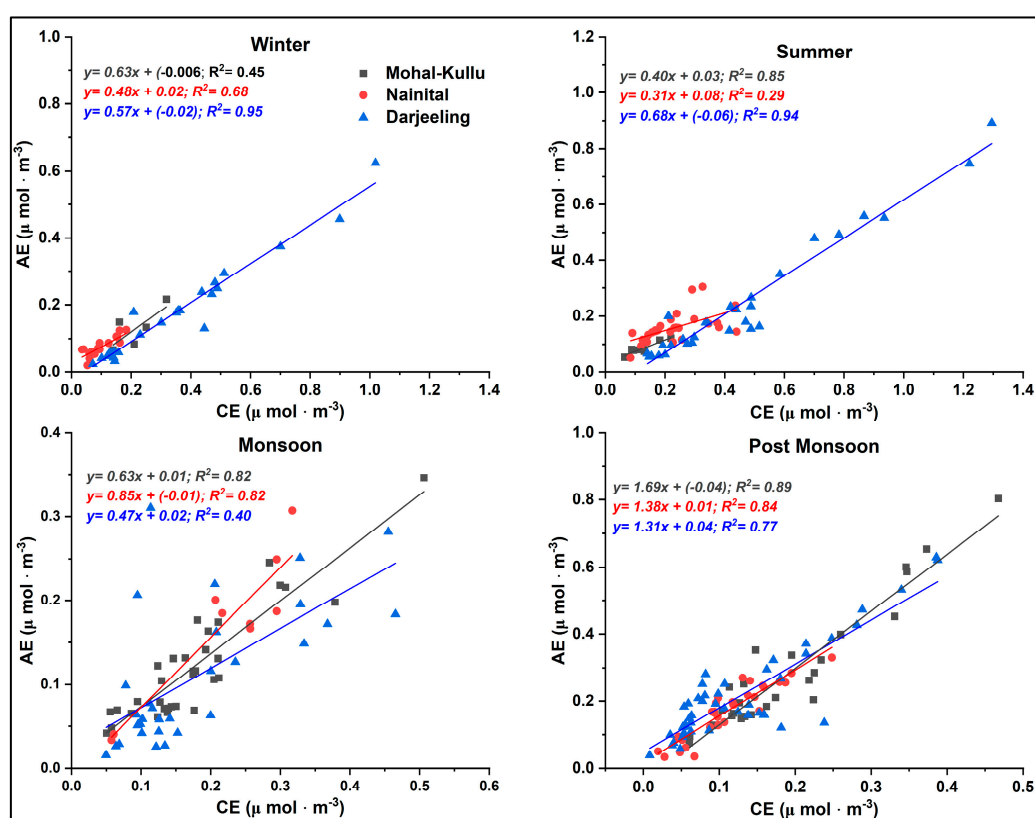 Winter
y= 0.63x + (-0.006; R²= 0.45
y= 0.48x + 0.02; R²= 0.68
y= 0.57x + (-0.02); R²= 0.95
Mohal-Kullu
Nainital
Darjeeling
1.0
0.8
0.6
0.4
0.2
0.0
AE (μ mol · m⁻³)
0.0 0.2 0.4 0.6 0.8 1.0 1.2 1.4
CE (μ mol · m⁻³)
Summer
y= 0.40x + 0.03; R²= 0.85
y= 0.31x + 0.08; R²= 0.29
y= 0.68x + (-0.06); R²= 0.94
1.2
1.0
0.8
0.6
0.4
0.2
0.0
AE (μ mol · m⁻³)
0.0 0.2 0.4 0.6 0.8 1.0 1.2 1.4
CE (μ mol · m⁻³)
Monsoon
y= 0.63x + 0.01; R²= 0.82
y= 0.85x + (-0.01); R²= 0.82
y= 0.47x + 0.02; R²= 0.40
0.4
0.3
0.2
0.1
0.0
AE (μ mol · m⁻³)
0.0 0.1 0.2 0.3 0.4 0.5 0.6
CE (μ mol · m⁻³)
Post Monsoon
y= 1.69x + (-0.04); R²= 0.89
y= 1.38x + 0.01; R²= 0.84
y= 1.31x + 0.04; R²= 0.77
1.0
0.8
0.6
0.4
0.2
0.0
AE (μ mol · m⁻³)
0.0 0.1 0.2 0.3 0.4 0.5
CE (μ mol · m⁻³)